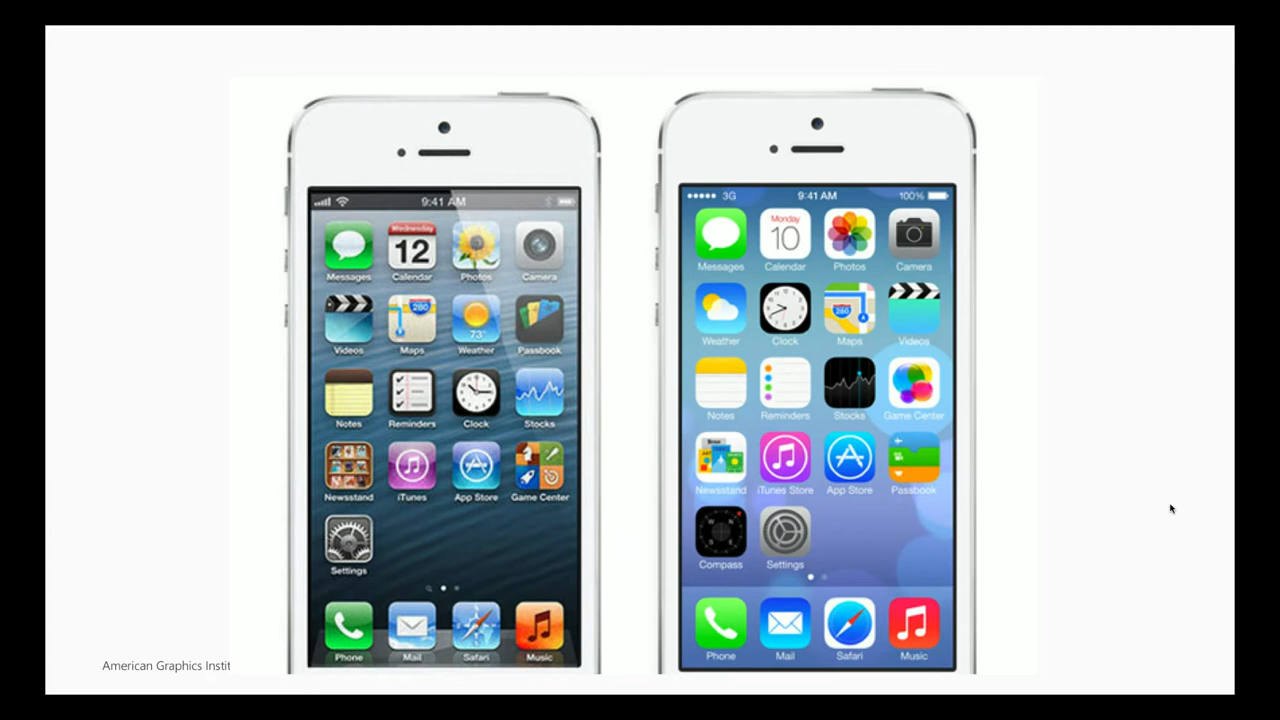 9:41 AM
Messages Calendar Photos Camera
Wednesday
12
280
73°
Videos Maps Weather Passbook
Notes Reminders Clock Stocks
Newsstand iTunes App Store Game Center
Settings
Phone Mail Safari Music
3G 9:41 AM 100%
Monday
10
Messages Calendar Photos Camera
280
Weather Clock Maps Videos
Notes Reminders Stocks Game Center
Newsstand iTunes Store App Store Passbook
N
W E
S
Compass Settings
Phone Mail Safari Music
American Graphics Instit